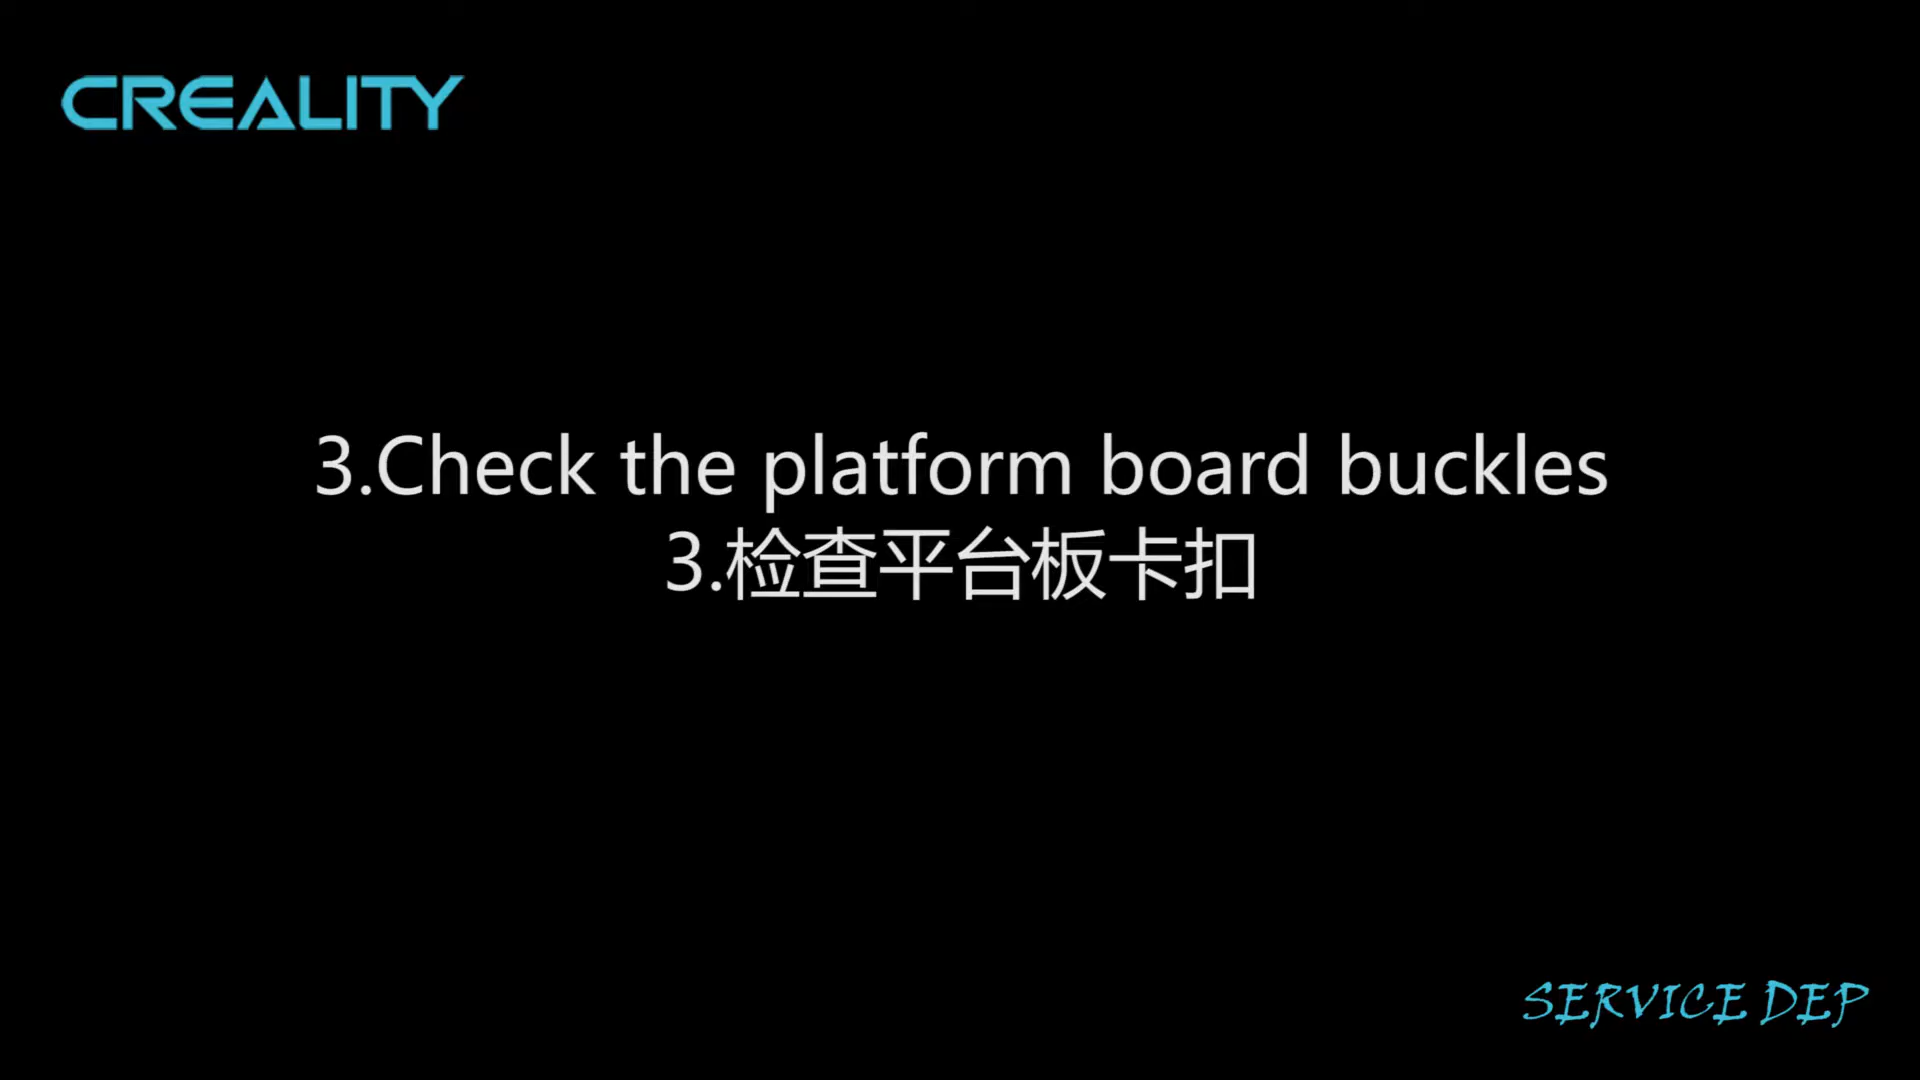 CREALITY
3.Check the platform board buckles
3.检查平台板卡扣
SERVICE DEP